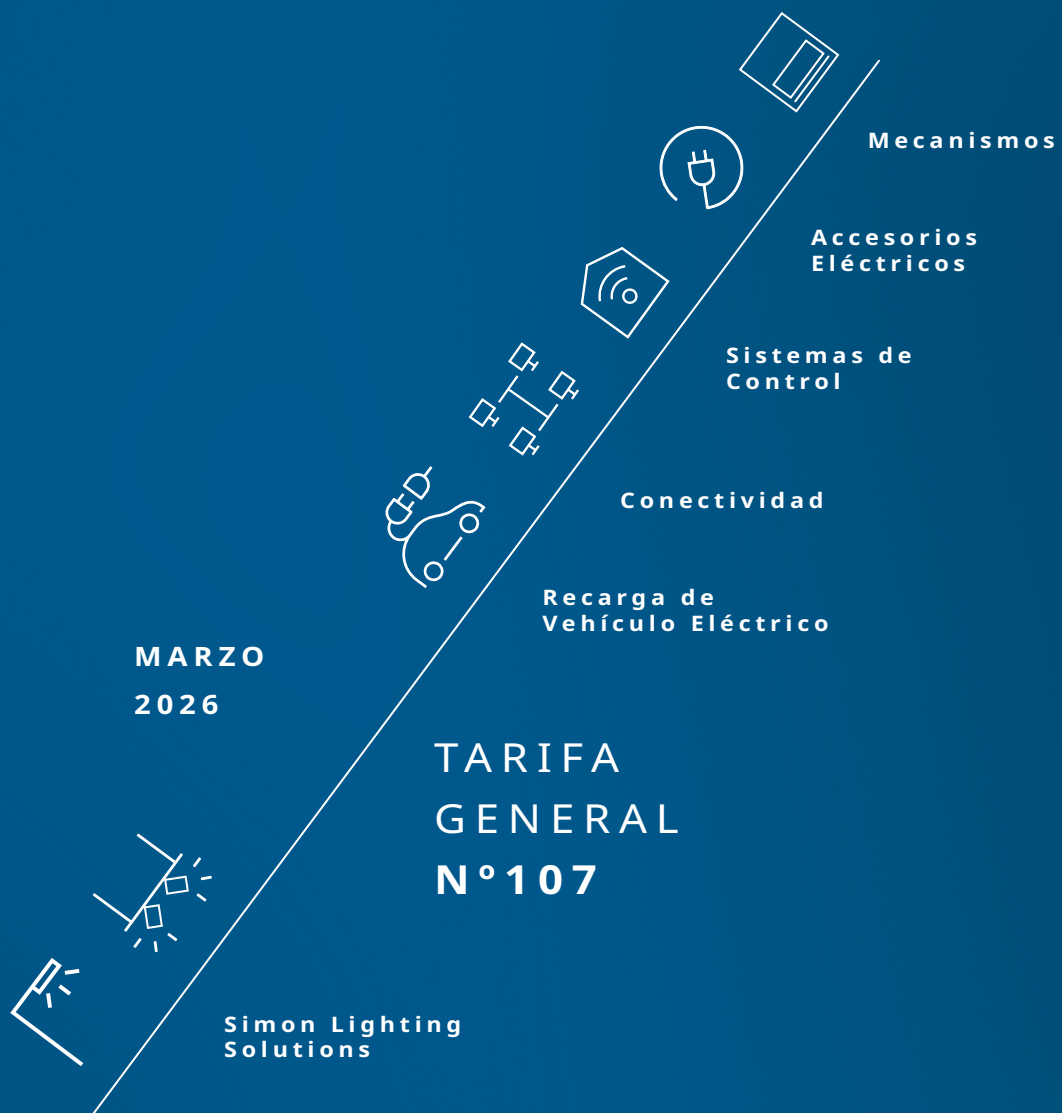 Mecanismos
Accesorios
Eléctricos
Sistemas de
Control
Conectividad
Recarga de
Vehículo Eléctrico
MARZO
2026
TARIFA
GENERAL
Nº107
Simon Lighting
Solutions